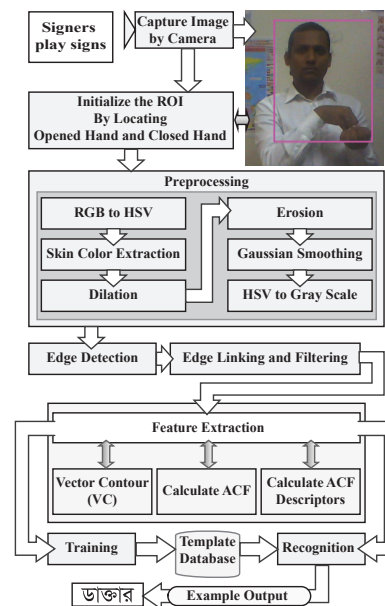 Signers
play signs
Capture Image
by Camera
Initialize the ROI
By Locating
Opened Hand and Closed Hand
Preprocessing
RGB to HSV
Skin Color Extraction
Dilation
Erosion
Gaussian Smoothing
HSV to Gray Scale
Edge Detection
Edge Linking and Filtering
Feature Extraction
Vector Contour
(VC)
Calculate ACF
Calculate ACF
Descriptors
Training
Template
Database
Recognition
ডাক্তার
Example Output